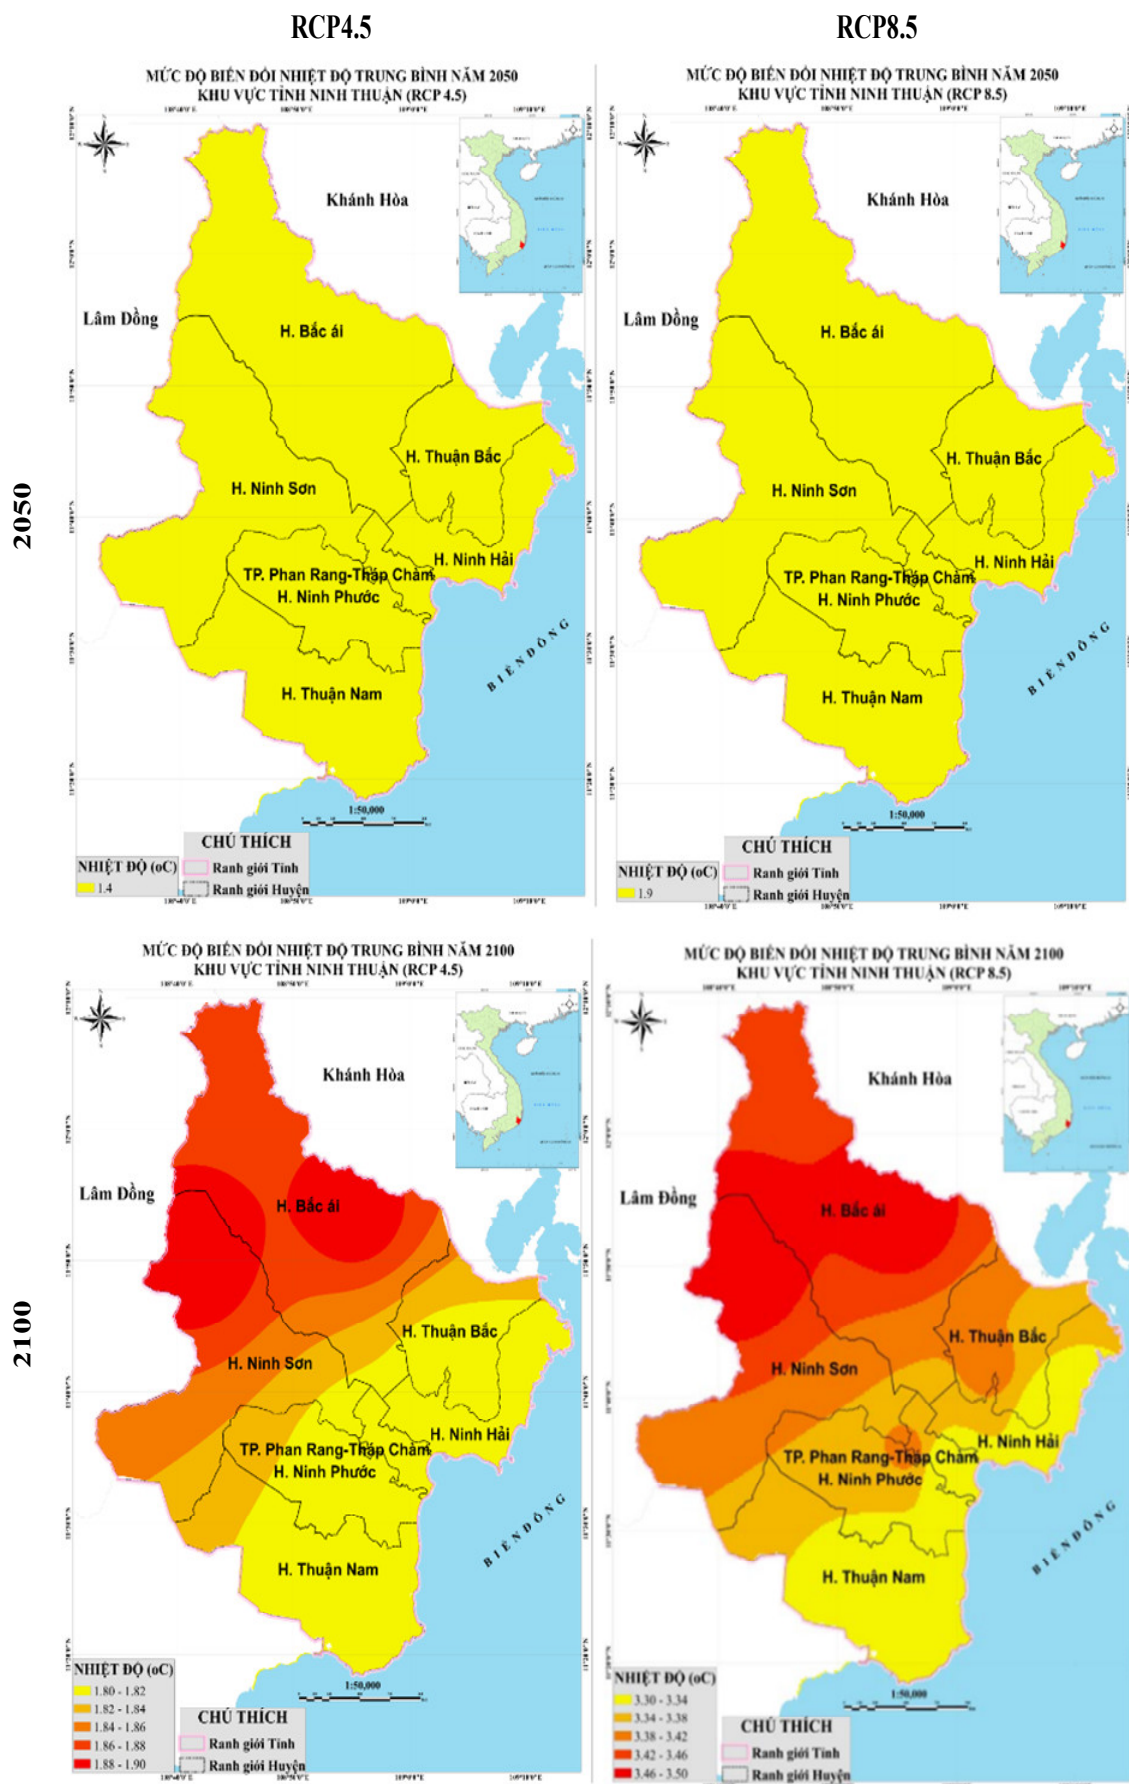 RCP4.5
RCP8.5
2050
MỨC ĐỘ BIẾN ĐỔI NHIỆT ĐỘ TRUNG BÌNH NĂM 2050
KHU VỰC TỈNH NINH THUẬN (RCP 4.5)
Khánh Hòa
Lâm Đồng
H. Bắc ái
H. Thuận Bắc
H. Ninh Sơn
H. Ninh Hải
TP. Phan Rang-Tháp Chàm
H. Ninh Phước
H. Thuận Nam
BIỂN ĐÔNG
1:50,000
CHÚ THÍCH
NHIỆT ĐỘ (oC)
1.4
Ranh giới Tỉnh
Ranh giới Huyện
MỨC ĐỘ BIẾN ĐỔI NHIỆT ĐỘ TRUNG BÌNH NĂM 2050
KHU VỰC TỈNH NINH THUẬN (RCP 8.5)
Khánh Hòa
Lâm Đồng
H. Bắc ái
H. Thuận Bắc
H. Ninh Sơn
H. Ninh Hải
TP. Phan Rang-Tháp Chàm
H. Ninh Phước
H. Thuận Nam
BIỂN ĐÔNG
1:50,000
CHÚ THÍCH
NHIỆT ĐỘ (oC)
1.9
Ranh giới Tỉnh
Ranh giới Huyện
2100
MỨC ĐỘ BIẾN ĐỔI NHIỆT ĐỘ TRUNG BÌNH NĂM 2100
KHU VỰC TỈNH NINH THUẬN (RCP 4.5)
Khánh Hòa
Lâm Đồng
H. Bắc ái
H. Thuận Bắc
H. Ninh Sơn
H. Ninh Hải
TP. Phan Rang-Tháp Chàm
H. Ninh Phước
H. Thuận Nam
BIỂN ĐÔNG
1:50,000
NHIỆT ĐỘ (oC)
1.80 - 1.82
1.82 - 1.84
1.84 - 1.86
1.86 - 1.88
1.88 - 1.90
CHÚ THÍCH
Ranh giới Tỉnh
Ranh giới Huyện
MỨC ĐỘ BIẾN ĐỔI NHIỆT ĐỘ TRUNG BÌNH NĂM 2100
KHU VỰC TỈNH NINH THUẬN (RCP 8.5)
Khánh Hòa
Lâm Đồng
H. Bắc ái
H. Thuận Bắc
H. Ninh Sơn
H. Ninh Hải
TP. Phan Rang-Tháp Chàm
H. Ninh Phước
H. Thuận Nam
BIỂN ĐÔNG
1:50,000
NHIỆT ĐỘ (oC)
3.30 - 3.34
3.34 - 3.38
3.38 - 3.42
3.42 - 3.46
3.46 - 3.50
CHÚ THÍCH
Ranh giới Tỉnh
Ranh giới Huyện